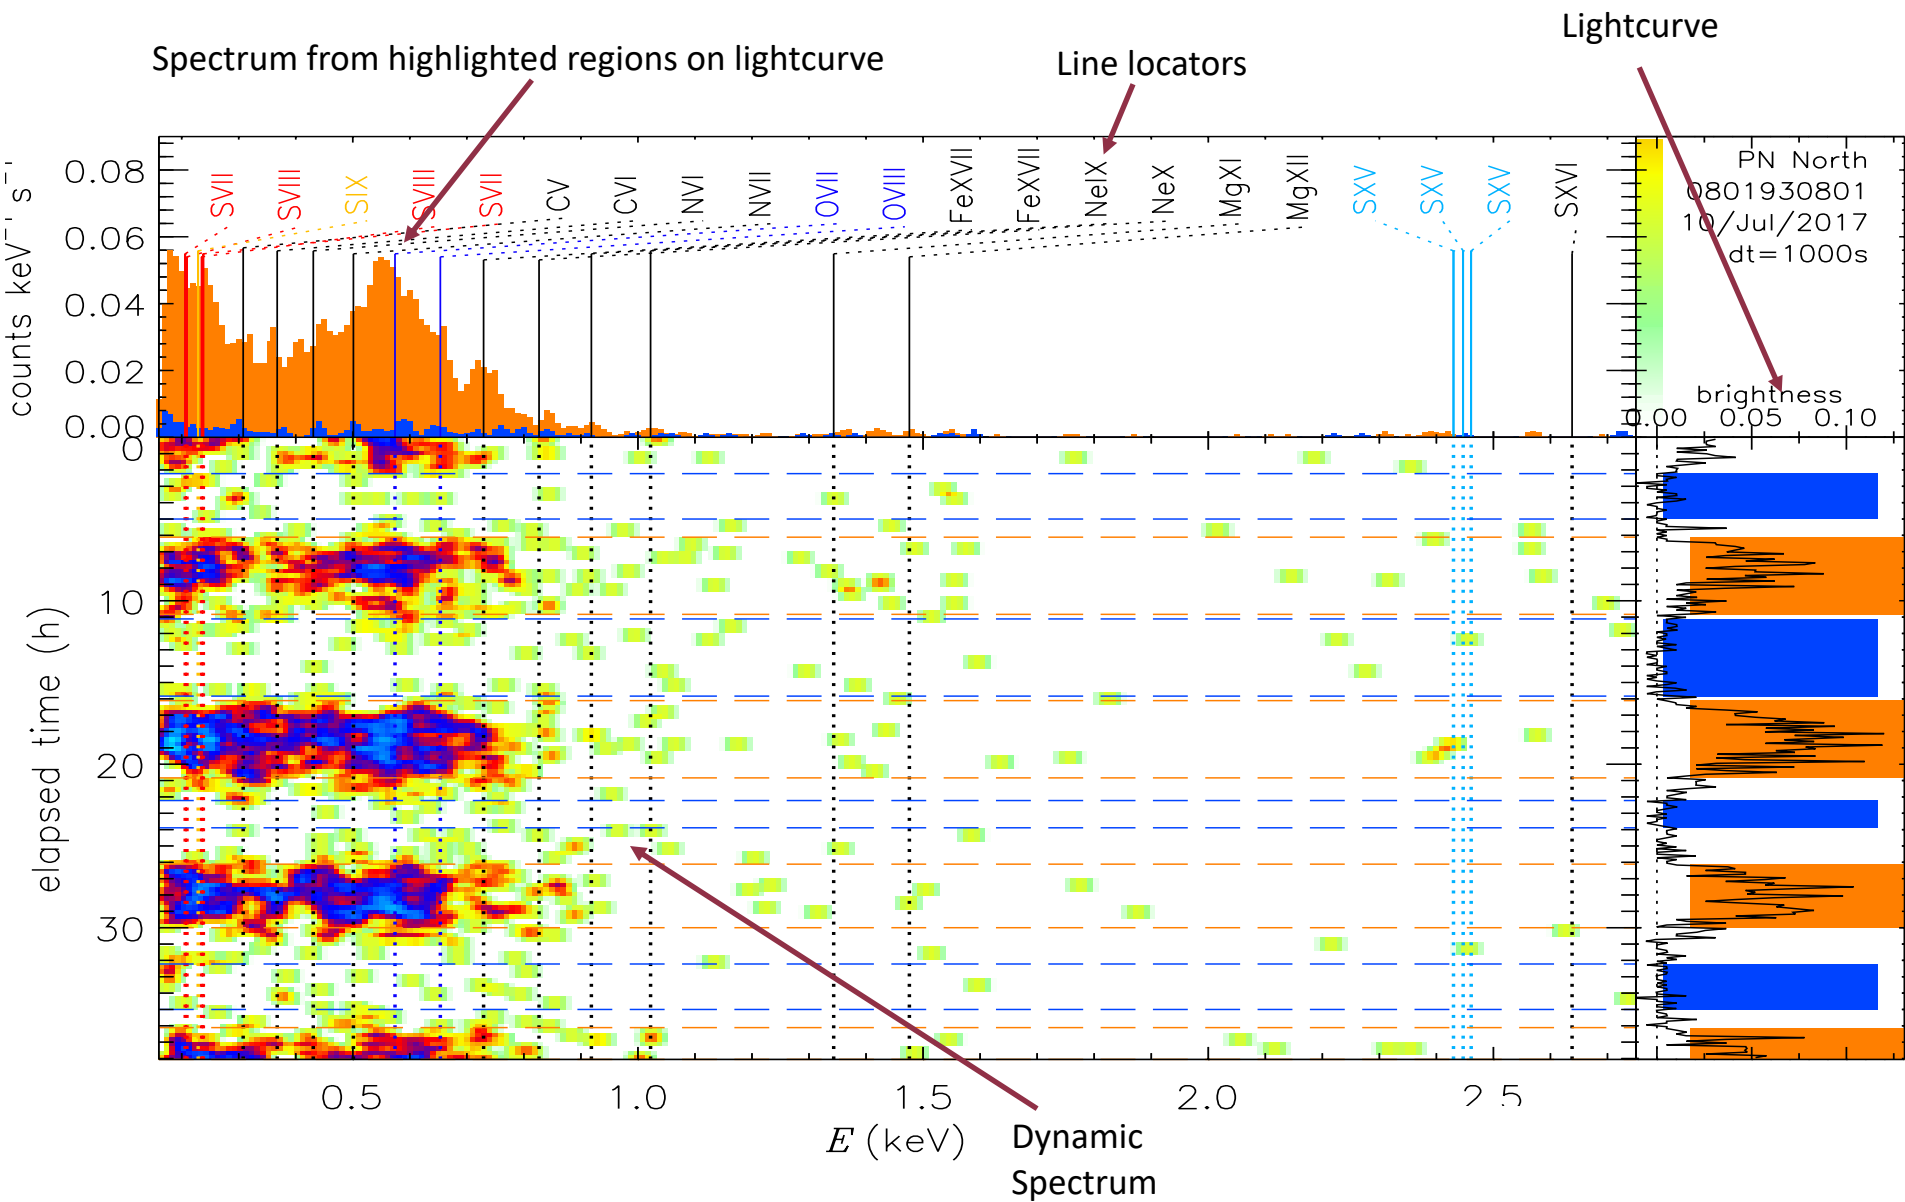 Lightcurve
Spectrum from highlighted regions on lightcurve
Line locators
counts keV⁻¹ s⁻¹
0.08
0.06
0.04
0.02
0.00
SVII
SVIII
SIX
SVIII
SVII
CV
CVI
NVI
NVII
OVII
OVIII
FeXVII
FeXVII
NeIX
NeX
MgXI
MgXII
SXV
SXV
SXV
SXVI
PN North
0801930801
10/Jul/2017
dt=1000s
brightness
0.00 0.05 0.10
elapsed time (h)
0
10
20
30
0.5 1.0 1.5 2.0 2.5
E (keV)
Dynamic
Spectrum